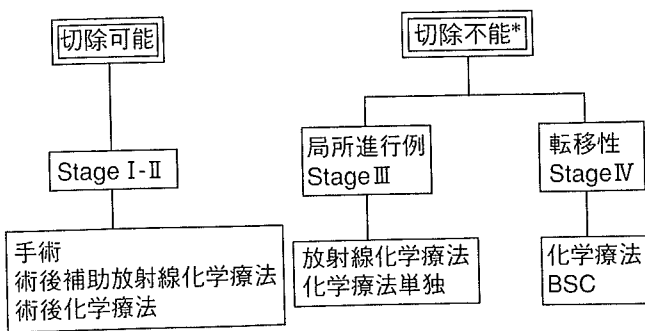 切除可能
切除不能*
Stage Ⅰ-Ⅱ
局所進行例
Stage Ⅲ
転移性
Stage Ⅳ
手術
術後補助放射線化学療法
術後化学療法
放射線化学療法
化学療法単独
化学療法
BSC